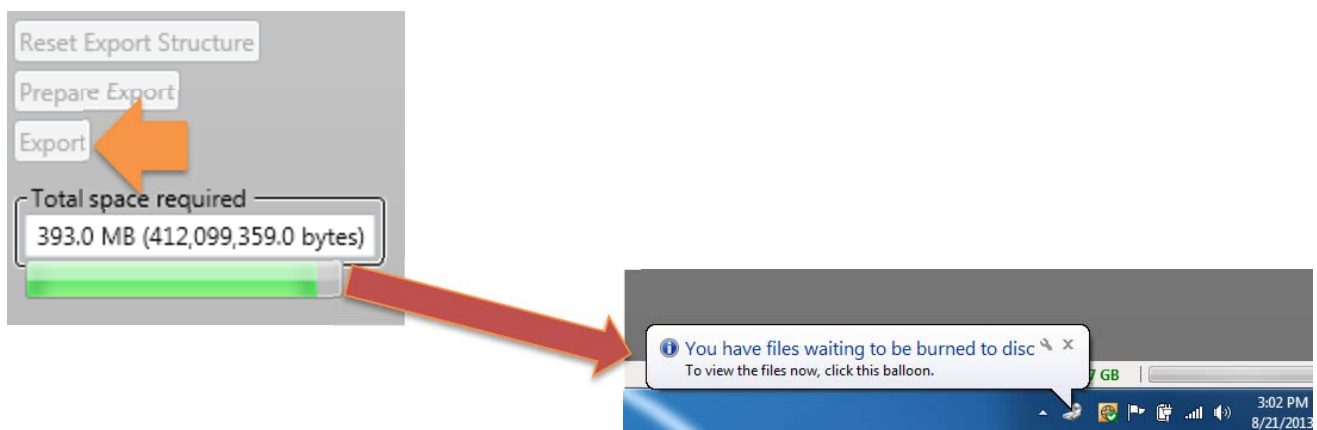 Reset Export Structure
Prepare Export
Export
Total space required
393.0 MB (412,099,359.0 bytes)
You have files waiting to be burned to disc
To view the files now, click this balloon.
7 GB
3:02 PM
8/21/2013